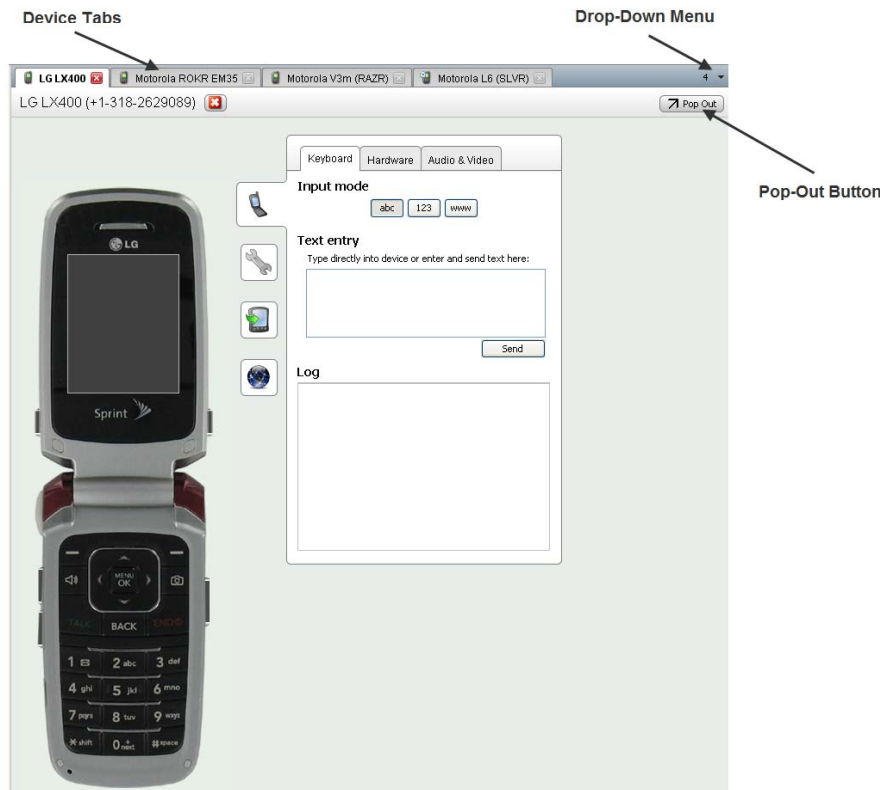 Device Tabs
Drop-Down Menu
LG LX400
Motorola ROKR EM35
Motorola V3m (RAZR)
Motorola L6 (SLVR)
4
LG LX400 (+1-318-2629089)
Pop Out
Pop-Out Button
Keyboard
Hardware
Audio & Video
Input mode
abc
123
www
Text entry
Type directly into device or enter and send text here:
Send
Log
LG
Sprint
MENU
OK
TALK
BACK
END
1
2 abc
3 def
4 ghi
5 jkl
6 mno
7 pqrs
8 tuv
9 wxyz
* shift
0 + next
# space